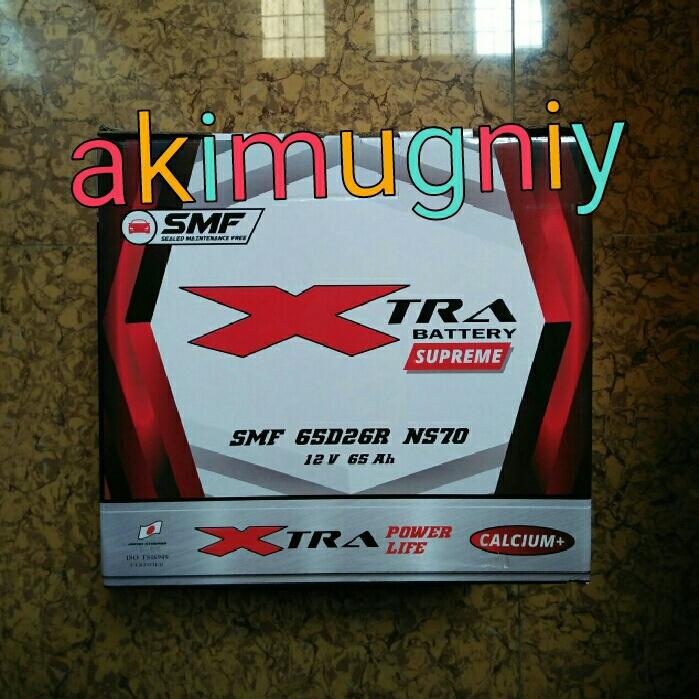 akimugniy
SMF
SEALED MAINTENANCE FREE
XTRA
BATTERY
SUPREME
SMF 65D26R NS70
12 V 65 Ah
XTRA POWER LIFE
CALCIUM+